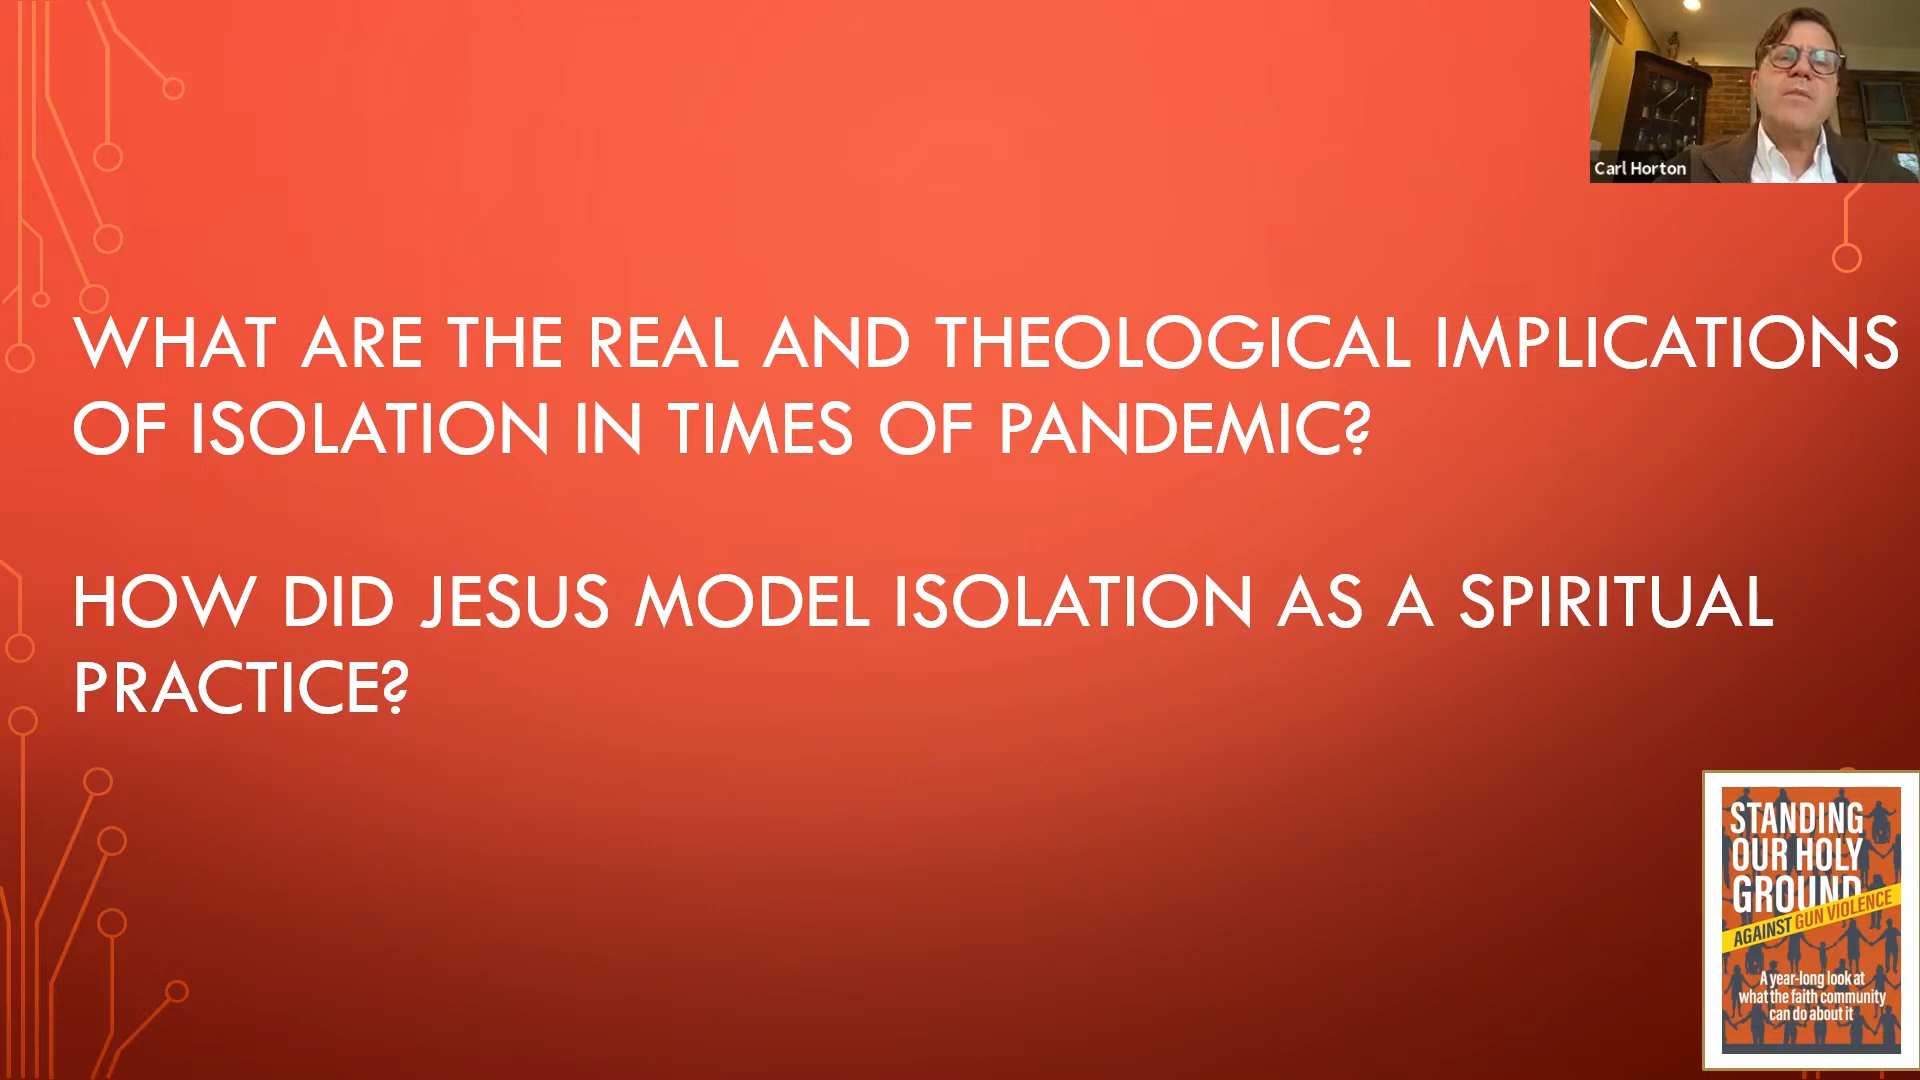 Carl Horton
WHAT ARE THE REAL AND THEOLOGICAL IMPLICATIONS
OF ISOLATION IN TIMES OF PANDEMIC?
HOW DID JESUS MODEL ISOLATION AS A SPIRITUAL
PRACTICE?
STANDING
OUR HOLY
GROUND
AGAINST GUN VIOLENCE
A year-long look at
what the faith community
can do about it